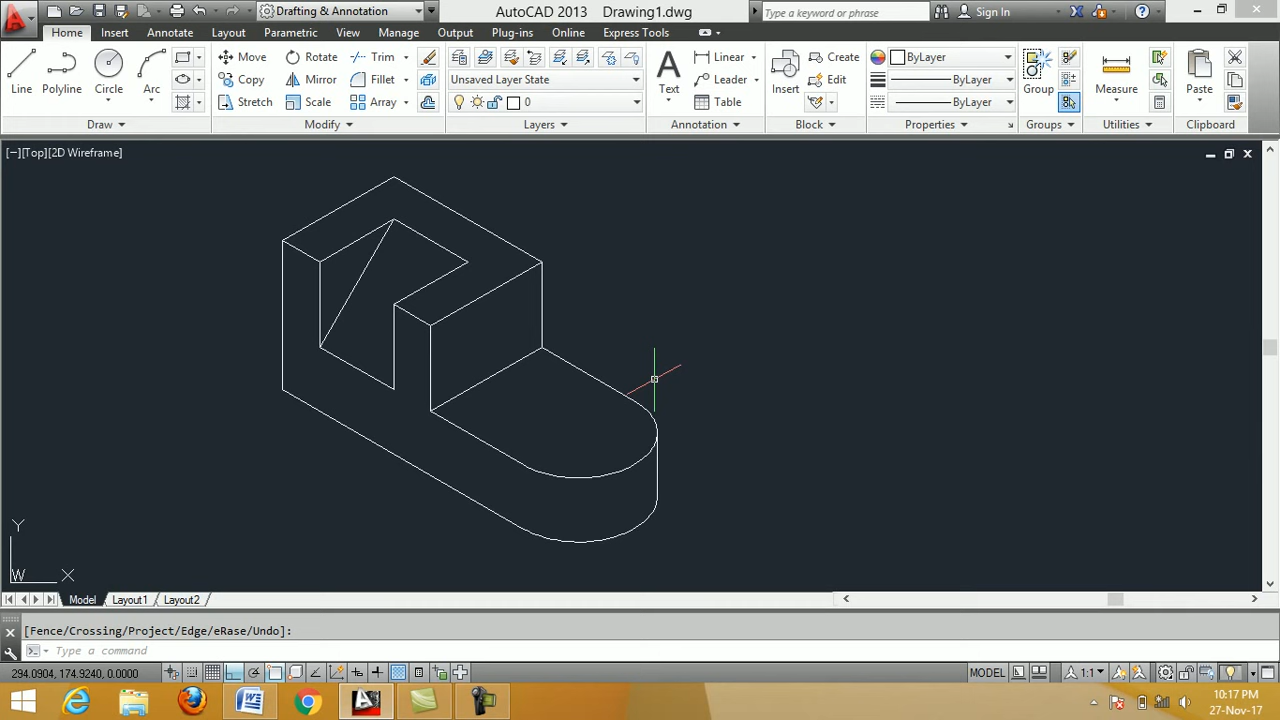 Drafting & Annotation
AutoCAD 2013 Drawing1.dwg
Type a keyword or phrase
Sign In
Home Insert Annotate Layout Parametric View Manage Output Plug-ins Online Express Tools
Move Rotate Trim
Linear
Create
ByLayer
Unsaved Layer State
Copy Mirror Fillet
Leader
Edit
ByLayer
Line Polyline Circle Arc
Text
Insert
Group
Measure
Paste
Stretch Scale Array
0
Table
ByLayer
Draw Modify Layers Annotation Block Properties Groups Utilities Clipboard
[−][Top][2D Wireframe]
Y
W X
Model Layout1 Layout2
[Fence/Crossing/Project/Edge/eRase/Undo]:
Type a command
294.0904, 174.9240, 0.0000
MODEL
1:1
10:17 PM
27-Nov-17